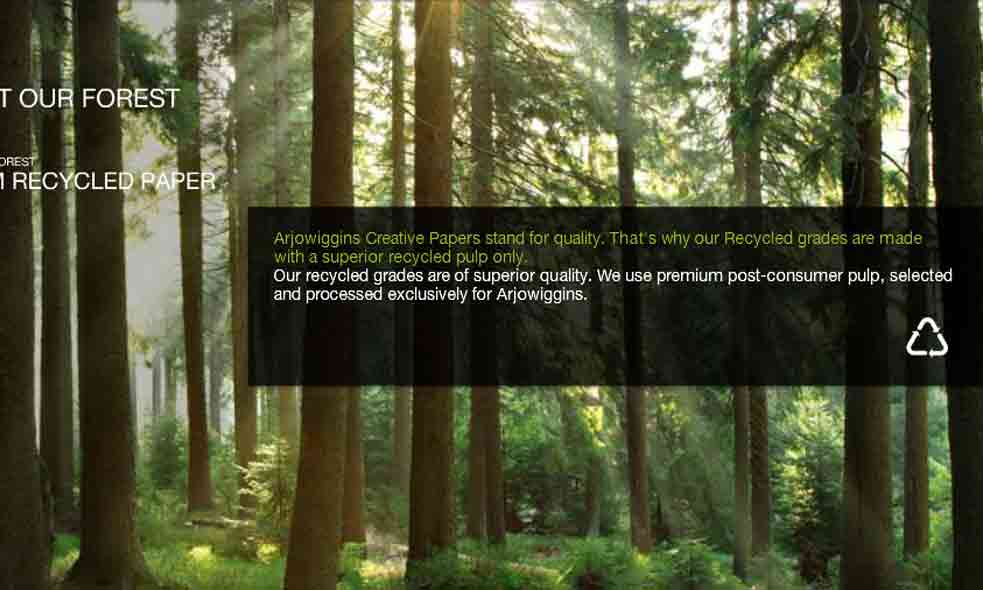 T OUR FOREST
OREST
RECYCLED PAPER
Arjowiggins Creative Papers stand for quality. That's why our Recycled grades are made
with a superior recycled pulp only.
Our recycled grades are of superior quality. We use premium post-consumer pulp, selected
and processed exclusively for Arjowiggins.